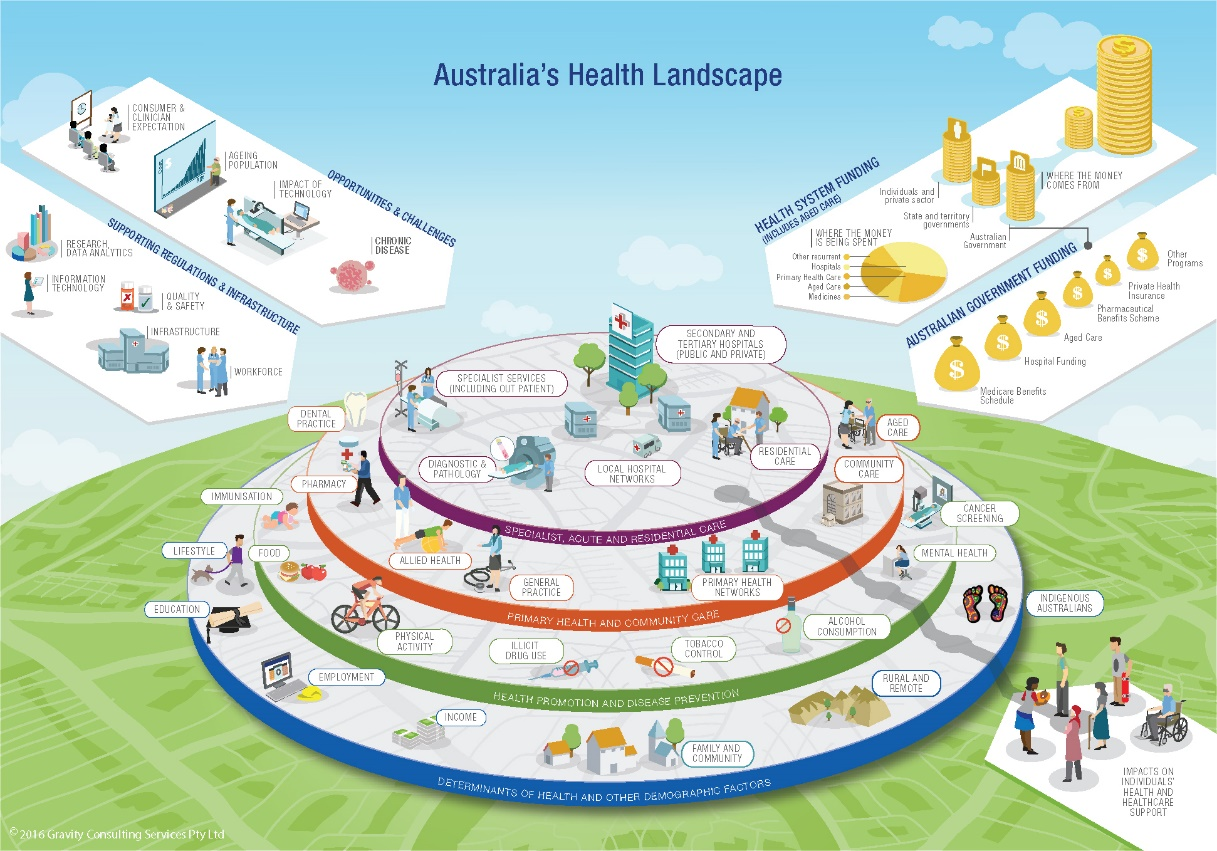 Australia's Health Landscape
CONSUMER &
CLINICIAN
EXPECTATION
AGEING
POPULATION
IMPACT OF
TECHNOLOGY
CHRONIC
DISEASE
OPPORTUNITIES & CHALLENGES
RESEARCH,
DATA ANALYTICS
INFORMATION
TECHNOLOGY
QUALITY
& SAFETY
INFRASTRUCTURE
WORKFORCE
SUPPORTING REGULATIONS & INFRASTRUCTURE
HEALTH SYSTEM FUNDING
(INCLUDES AGED CARE)
WHERE THE MONEY
COMES FROM
Individuals and
private sector
State and territory
governments
Australian
Government
WHERE THE MONEY
IS BEING SPENT
Other recurrent
Hospitals
Primary Health Care
Aged Care
Medicines
AUSTRALIAN GOVERNMENT FUNDING
Other
Programs
Private Health
Insurance
Pharmaceutical
Benefits Scheme
Aged Care
Hospital Funding
Medicare Benefits
Schedule
SECONDARY AND
TERTIARY HOSPITALS
(PUBLIC AND PRIVATE)
SPECIALIST SERVICES
(INCLUDING OUT PATIENT)
DIAGNOSTIC &
PATHOLOGY
LOCAL HOSPITAL
NETWORKS
RESIDENTIAL
CARE
SPECIALIST, ACUTE AND RESIDENTIAL CARE
DENTAL
PRACTICE
PHARMACY
AGED
CARE
COMMUNITY
CARE
ALLIED HEALTH
GENERAL
PRACTICE
PRIMARY HEALTH
NETWORKS
PRIMARY HEALTH AND COMMUNITY CARE
IMMUNISATION
FOOD
CANCER
SCREENING
MENTAL HEALTH
PHYSICAL
ACTIVITY
ILLICIT
DRUG USE
TOBACCO
CONTROL
ALCOHOL
CONSUMPTION
HEALTH PROMOTION AND DISEASE PREVENTION
LIFESTYLE
EDUCATION
EMPLOYMENT
INCOME
FAMILY AND
COMMUNITY
RURAL AND
REMOTE
INDIGENOUS
AUSTRALIANS
DETERMINANTS OF HEALTH AND OTHER DEMOGRAPHIC FACTORS
IMPACTS ON
INDIVIDUALS'
HEALTH AND
HEALTHCARE
SUPPORT
© 2016 Gravity Consulting Services Pty Ltd